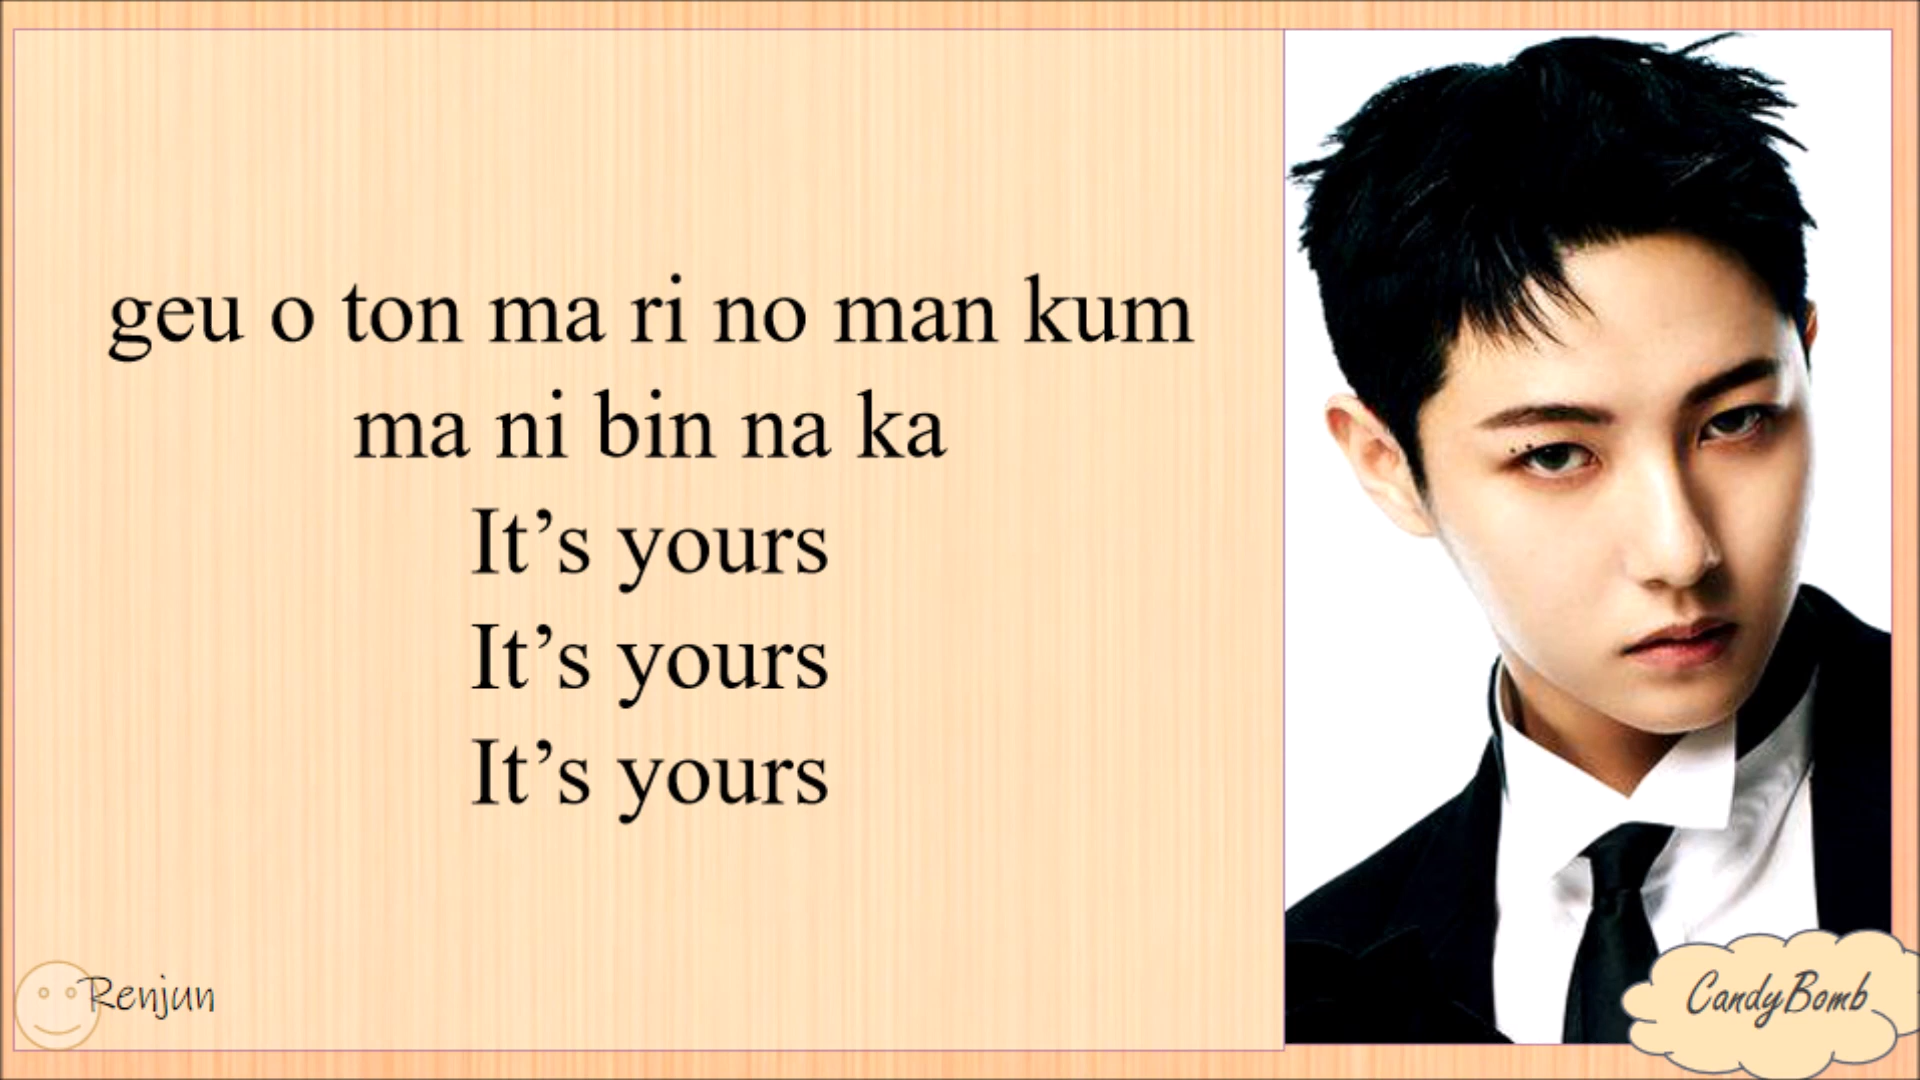 geu o ton ma ri no man kum
ma ni bin na ka
It’s yours
It’s yours
It’s yours
Renjun
CandyBomb